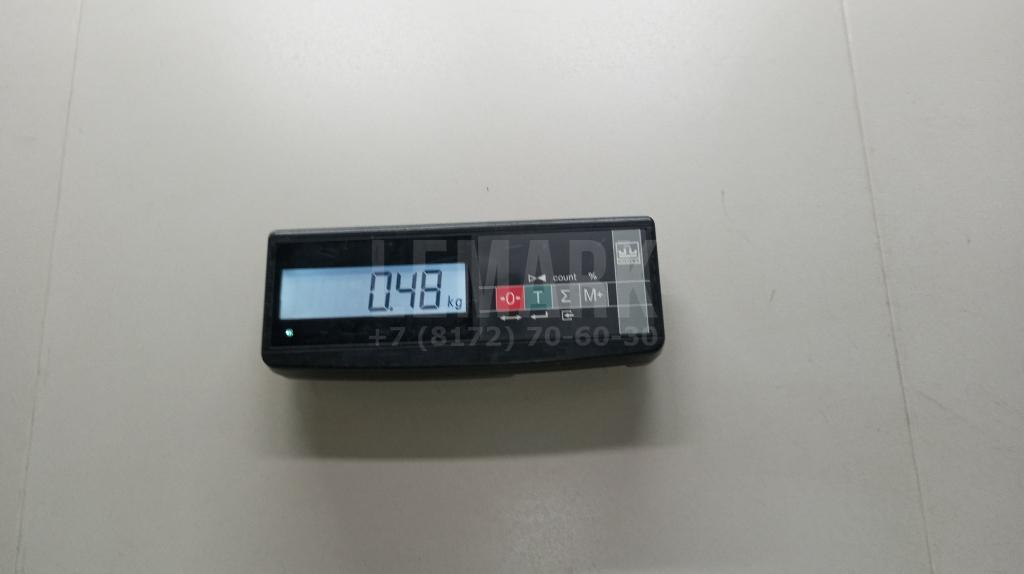 LEMARK
+7 (8172) 70-60-30
0.48 kg
count %
→0← T Σ M+